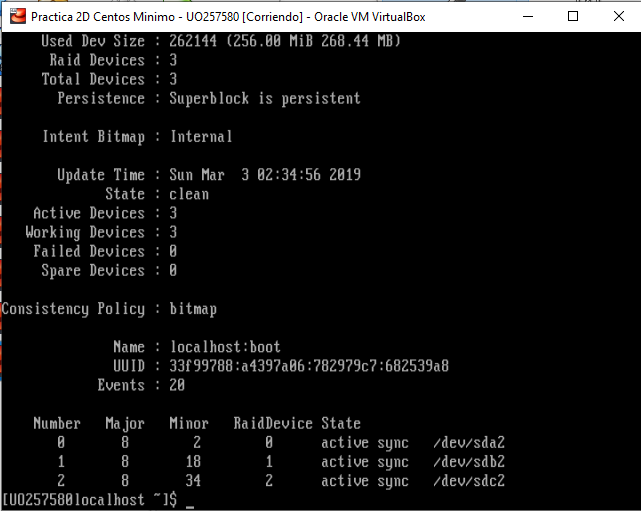 Practica 2D Centos Minimo - UO257580 [Corriendo] - Oracle VM VirtualBox
Used Dev Size : 262144 (256.00 MiB 268.44 MB)
Raid Devices : 3
Total Devices : 3
Persistence : Superblock is persistent
Intent Bitmap : Internal
Update Time : Sun Mar  3 02:34:56 2019
State : clean
Active Devices : 3
Working Devices : 3
Failed Devices : 0
Spare Devices : 0
Consistency Policy : bitmap
Name : localhost:boot
UUID : 33f99788:a4397a06:782979c7:682539a8
Events : 20
Number   Major   Minor   RaidDevice State
0       8        2        0      active sync   /dev/sda2
1       8       18        1      active sync   /dev/sdb2
2       8       34        2      active sync   /dev/sdc2
[UO257580localhost ~]$ _